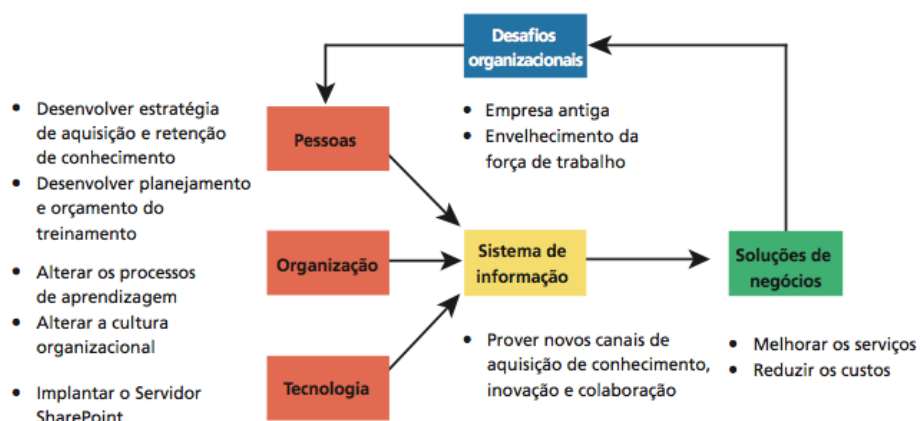 Desafios
organizacionais
• Empresa antiga
• Envelhecimento da
força de trabalho
• Desenvolver estratégia
de aquisição e retenção
de conhecimento
• Desenvolver planejamento
e orçamento do
treinamento
Pessoas
• Alterar os processos
de aprendizagem
• Alterar a cultura
organizacional
Organização
• Implantar o Servidor
SharePoint
Tecnologia
Sistema de
informação
• Prover novos canais de
aquisição de conhecimento,
inovação e colaboração
Soluções de
negócios
• Melhorar os serviços
• Reduzir os custos